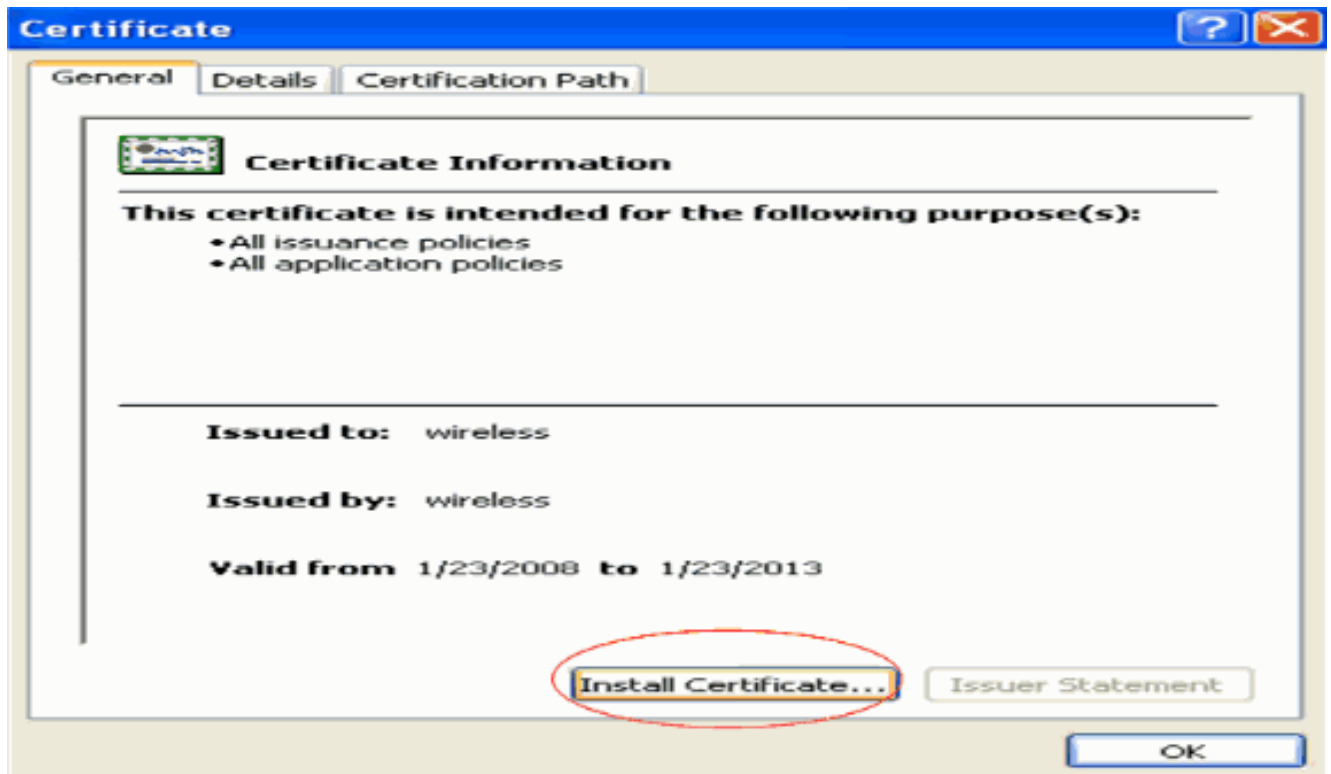 Certificate
General Details Certification Path
Certificate Information
This certificate is intended for the following purpose(s):
•All issuance policies
•All application policies
Issued to: wireless
Issued by: wireless
Valid from 1/23/2008 to 1/23/2013
Install Certificate... Issuer Statement
OK